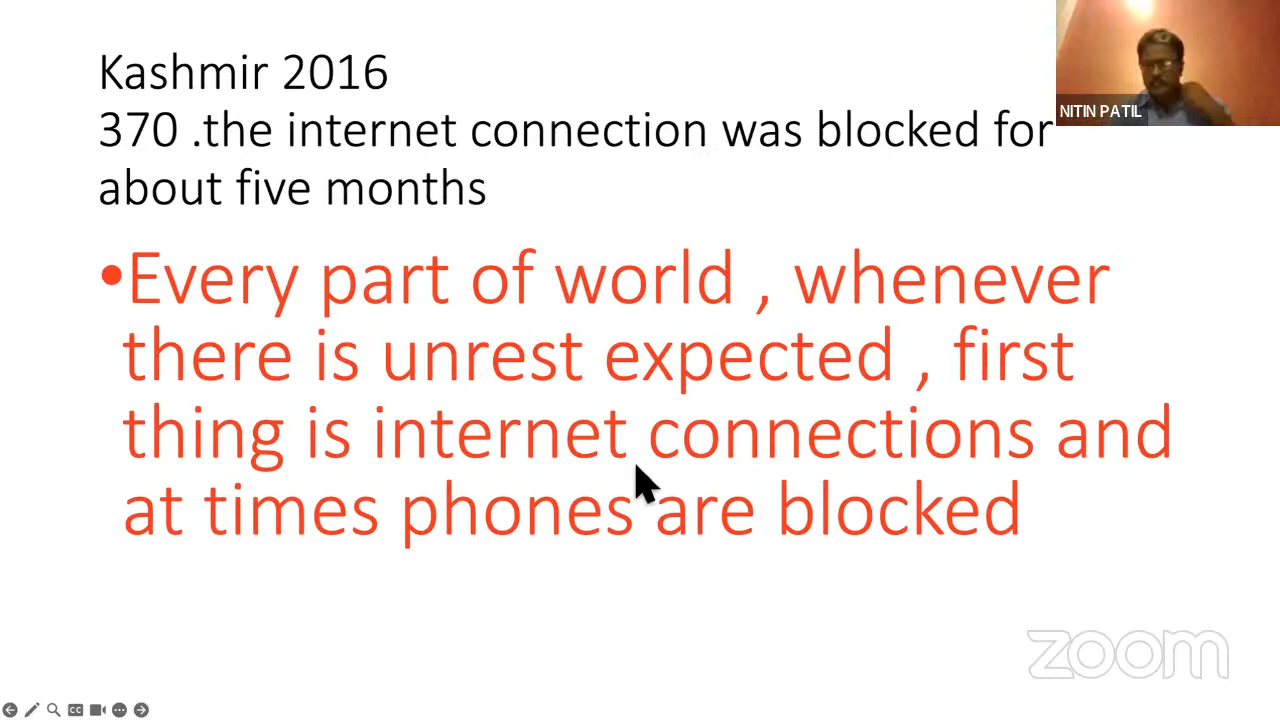 Kashmir 2016
370 .the internet connection was blocked for
about five months
NITIN PATIL
•Every part of world , whenever
there is unrest expected , first
thing is internet connections and
at times phones are blocked
zoom
CC